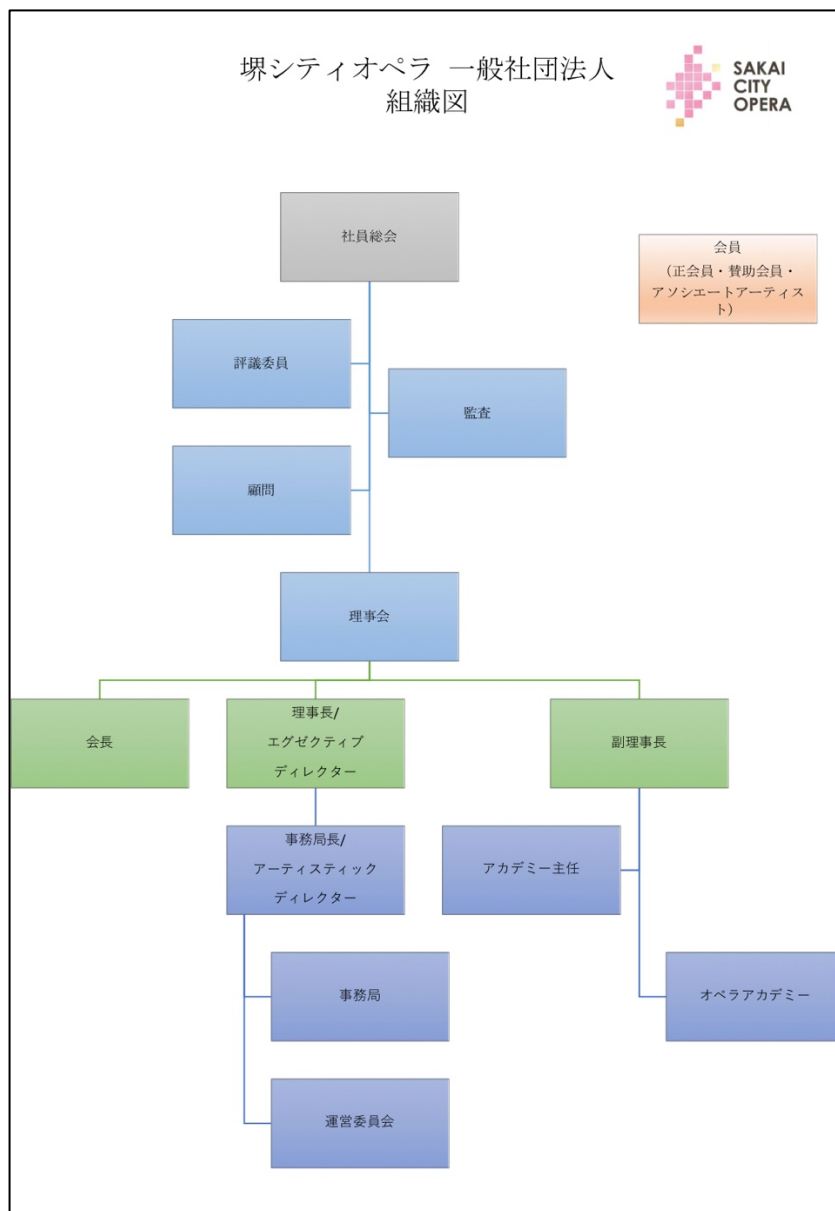 堺シティオペラ 一般社団法人
組織図
SAKAI
CITY
OPERA
社員総会
会員
（正会員・賛助会員・
アソシエートアーティス
ト）
評議委員
監査
顧問
理事会
会長
理事長/
エグゼクティブ
ディレクター
副理事長
事務局長/
アーティスティック
ディレクター
アカデミー主任
事務局
オペラアカデミー
運営委員会